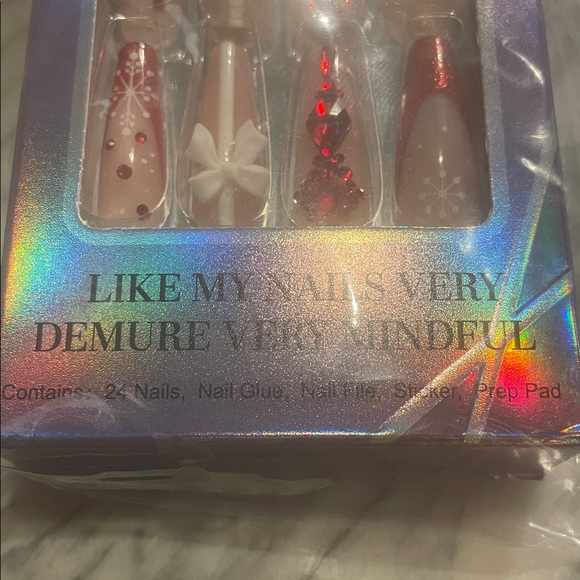 LIKE MY NAILS VERY
DEMURE VERY MINDFUL
Contains: 24 Nails, Nail Glue, Nail File, Sticker, Prep Pad